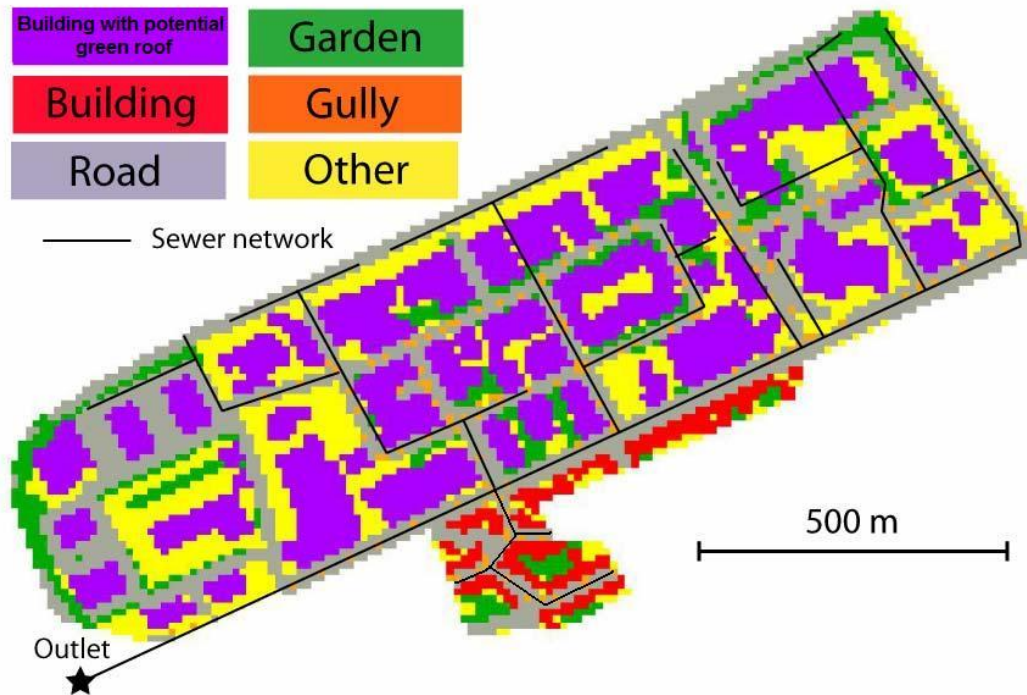 Building with potential
green roof
Garden
Building
Gully
Road
Other
Sewer network
500 m
Outlet